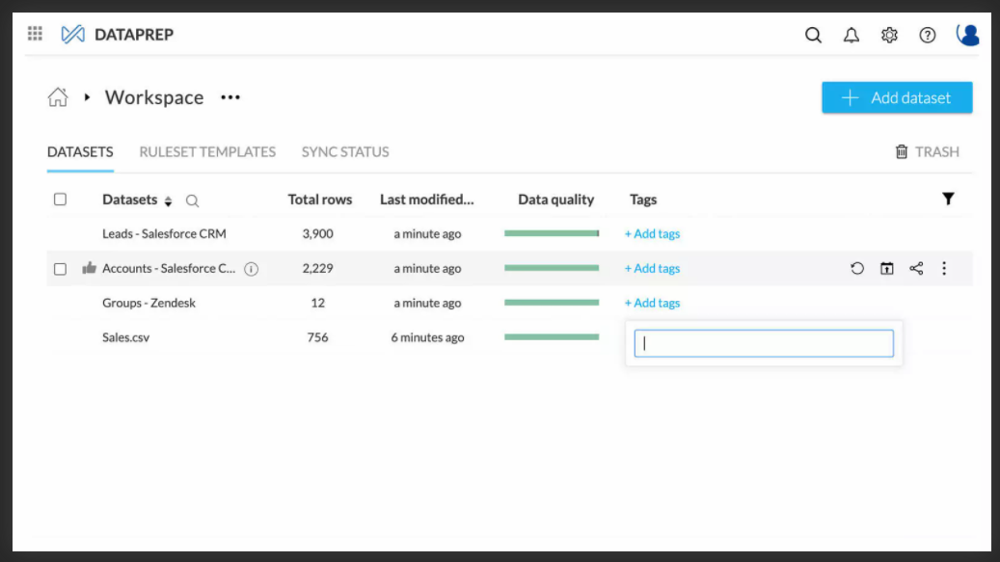 DATAPREP
Workspace
Add dataset
DATASETS RULESET TEMPLATES SYNC STATUS TRASH
Datasets Total rows Last modified... Data quality Tags
Leads - Salesforce CRM 3,900 a minute ago + Add tags
Accounts - Salesforce C... 2,229 a minute ago + Add tags
Groups - Zendesk 12 a minute ago + Add tags
Sales.csv 756 6 minutes ago